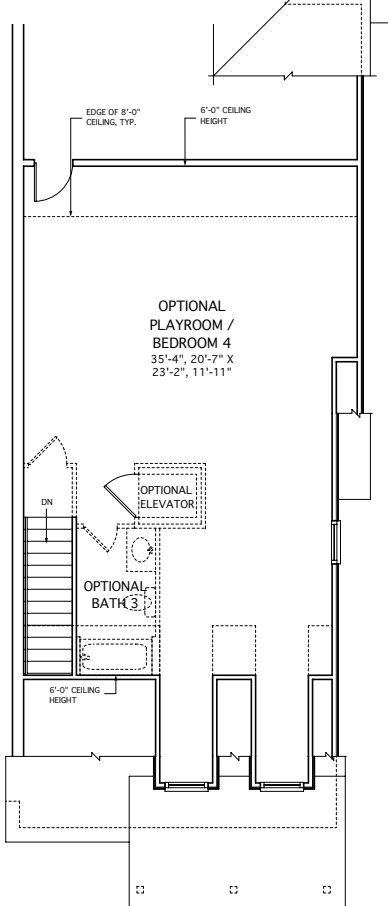 EDGE OF 8'-0"
CEILING, TYP.
6'-0" CEILING
HEIGHT
OPTIONAL
PLAYROOM /
BEDROOM 4
35'-4", 20'-7" X
23'-2", 11'-11"
DN
OPTIONAL
ELEVATOR
OPTIONAL
BATH 3
6'-0" CEILING
HEIGHT